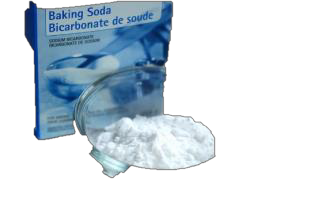 Baking Soda
Bicarbonate de soude
SODIUM BICARBONATE
BICARBONATE DE SODIUM